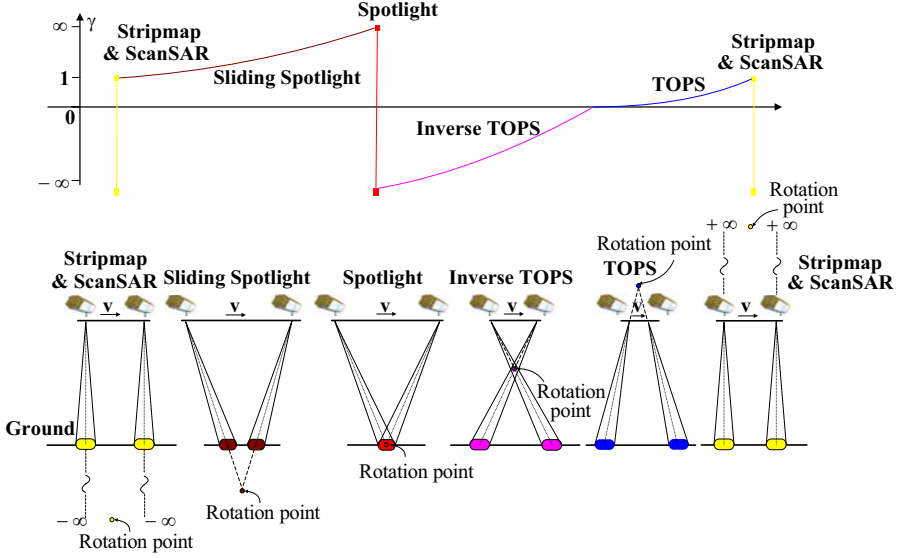 Spotlight
∞ γ
Stripmap
& ScanSAR
Stripmap
& ScanSAR
1
Sliding Spotlight
TOPS
0
Inverse TOPS
− ∞
Rotation
point
+ ∞
+ ∞
Rotation point
Stripmap
& ScanSAR
Sliding Spotlight
Spotlight
Inverse TOPS
TOPS
Stripmap
& ScanSAR
v
v
v
v
v
v
Rotation
point
Ground
Rotation point
Rotation point
− ∞
− ∞
Rotation point